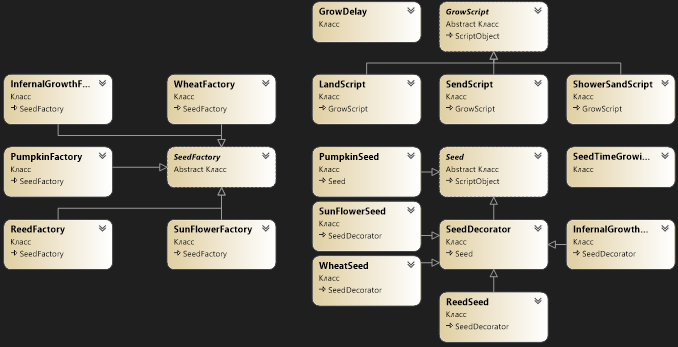 GrowDelay
Класс
GrowScript
Abstract Класс
ScriptObject
InfernalGrowthF...
Класс
SeedFactory
WheatFactory
Класс
SeedFactory
LandScript
Класс
GrowScript
SendScript
Класс
GrowScript
ShowerSandScript
Класс
GrowScript
PumpkinFactory
Класс
SeedFactory
SeedFactory
Abstract Класс
PumpkinSeed
Класс
Seed
Seed
Abstract Класс
ScriptObject
SeedTimeGrowi...
Класс
SunFlowerSeed
Класс
SeedDecorator
ReedFactory
Класс
SeedFactory
SunFlowerFactory
Класс
SeedFactory
SeedDecorator
Класс
Seed
InfernalGrowth...
Класс
SeedDecorator
WheatSeed
Класс
SeedDecorator
ReedSeed
Класс
SeedDecorator